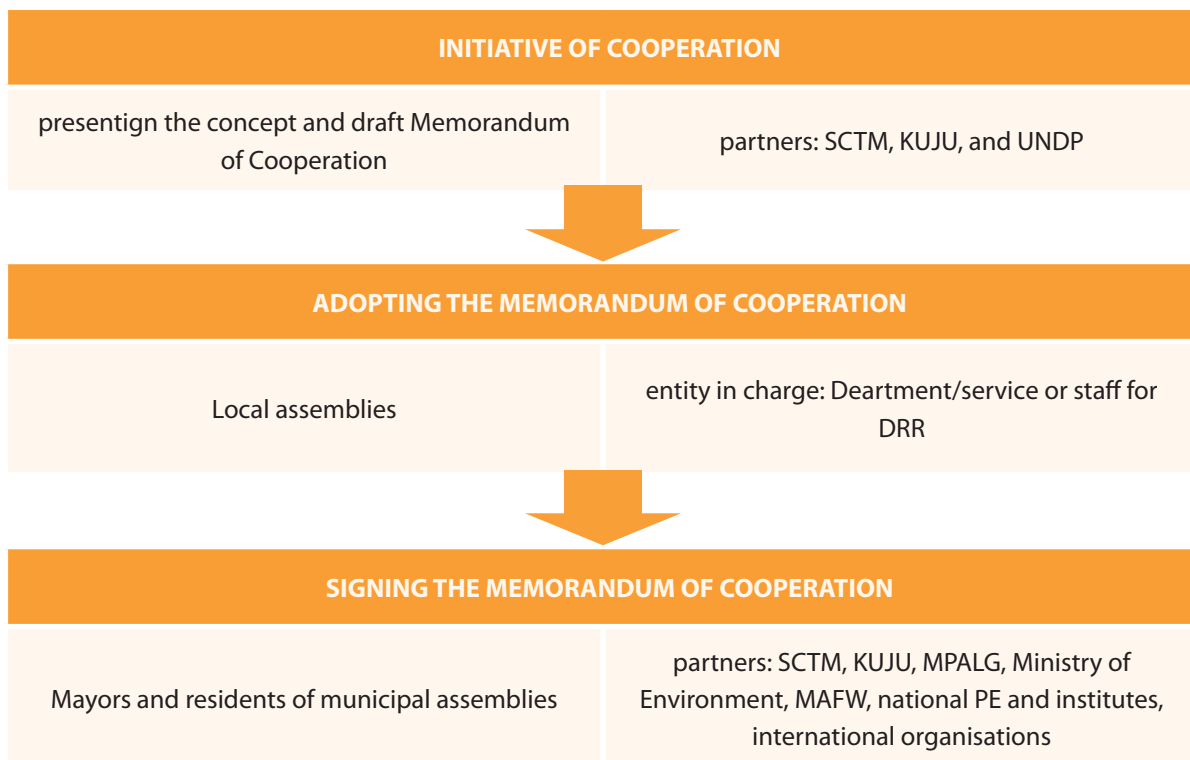 INITIATIVE OF COOPERATION
presentign the concept and draft Memorandum
of Cooperation
partners: SCTM, KUJU, and UNDP
ADOPTING THE MEMORANDUM OF COOPERATION
Local assemblies
entity in charge: Deartment/service or staff for
DRR
SIGNING THE MEMORANDUM OF COOPERATION
Mayors and residents of municipal assemblies
partners: SCTM, KUJU, MPALG, Ministry of
Environment, MAFW, national PE and institutes,
international organisations